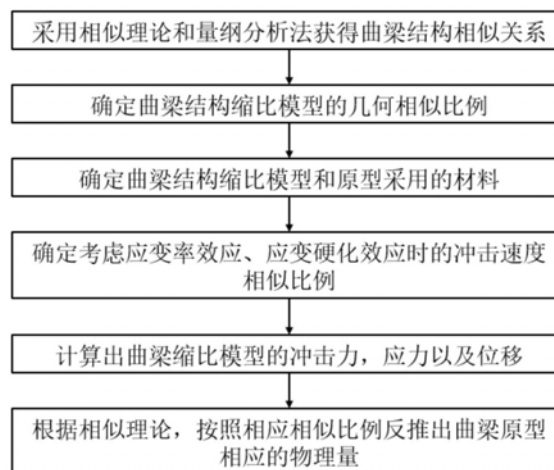 采用相似理论和量纲分析法获得曲梁结构相似关系
确定曲梁结构缩比模型的几何相似比例
确定曲梁结构缩比模型和原型采用的材料
确定考虑应变率效应、应变硬化效应时的冲击速度
相似比例
计算出曲梁缩比模型的冲击力，应力以及位移
根据相似理论，按照相应相似比例反推出曲梁原型
相应的物理量